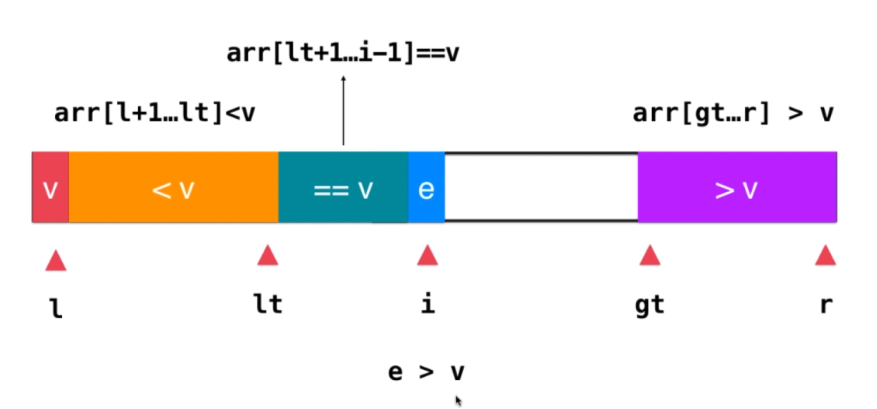 arr[lt+1…i-1]==v
arr[l+1…lt]<v
arr[gt…r] > v
v
< v
== v
e
> v
l
lt
i
gt
r
e > v